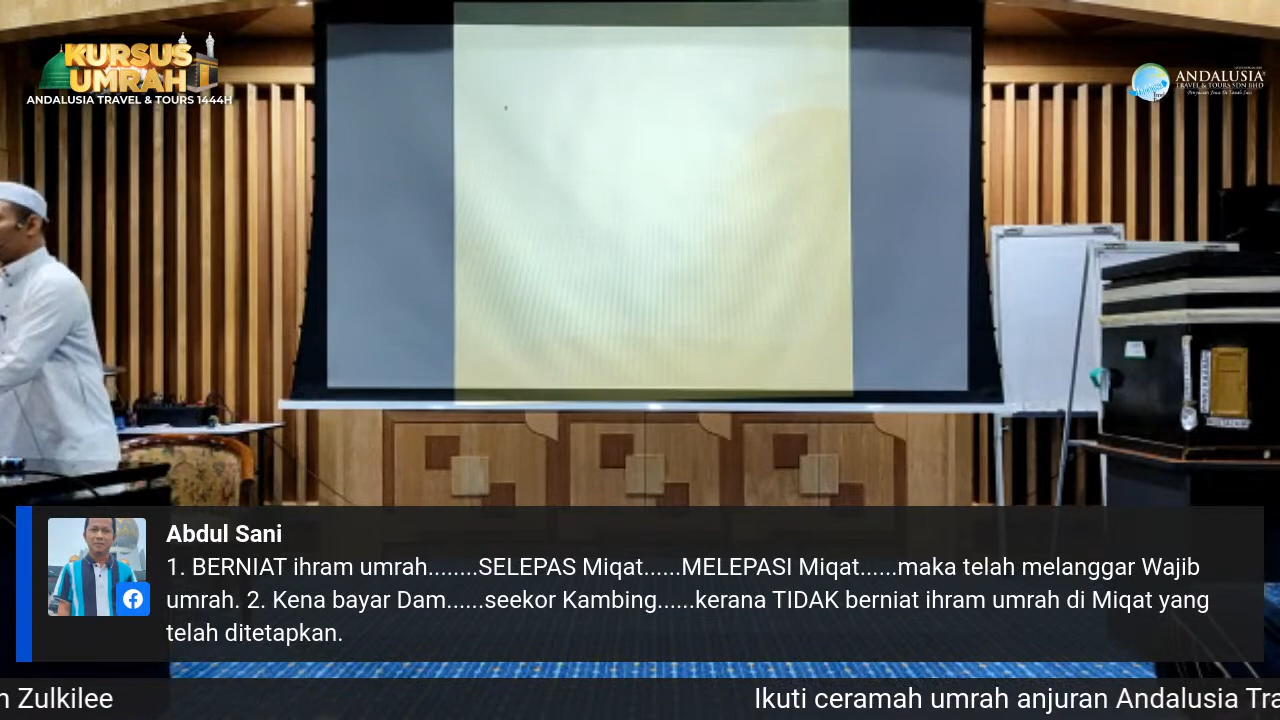 KURSUS
UMRAH
ANDALUSIA TRAVEL & TOURS 1444H
ANDALUSIA
TRAVEL & TOURS SDN BHD
Abdul Sani
1. BERNIAT ihram umrah........SELEPAS Miqat......MELEPASI Miqat......maka telah melanggar Wajib
umrah. 2. Kena bayar Dam......seekor Kambing......kerana TIDAK berniat ihram umrah di Miqat yang
telah ditetapkan.
n Zulkilee
Ikuti ceramah umrah anjuran Andalusia Tra